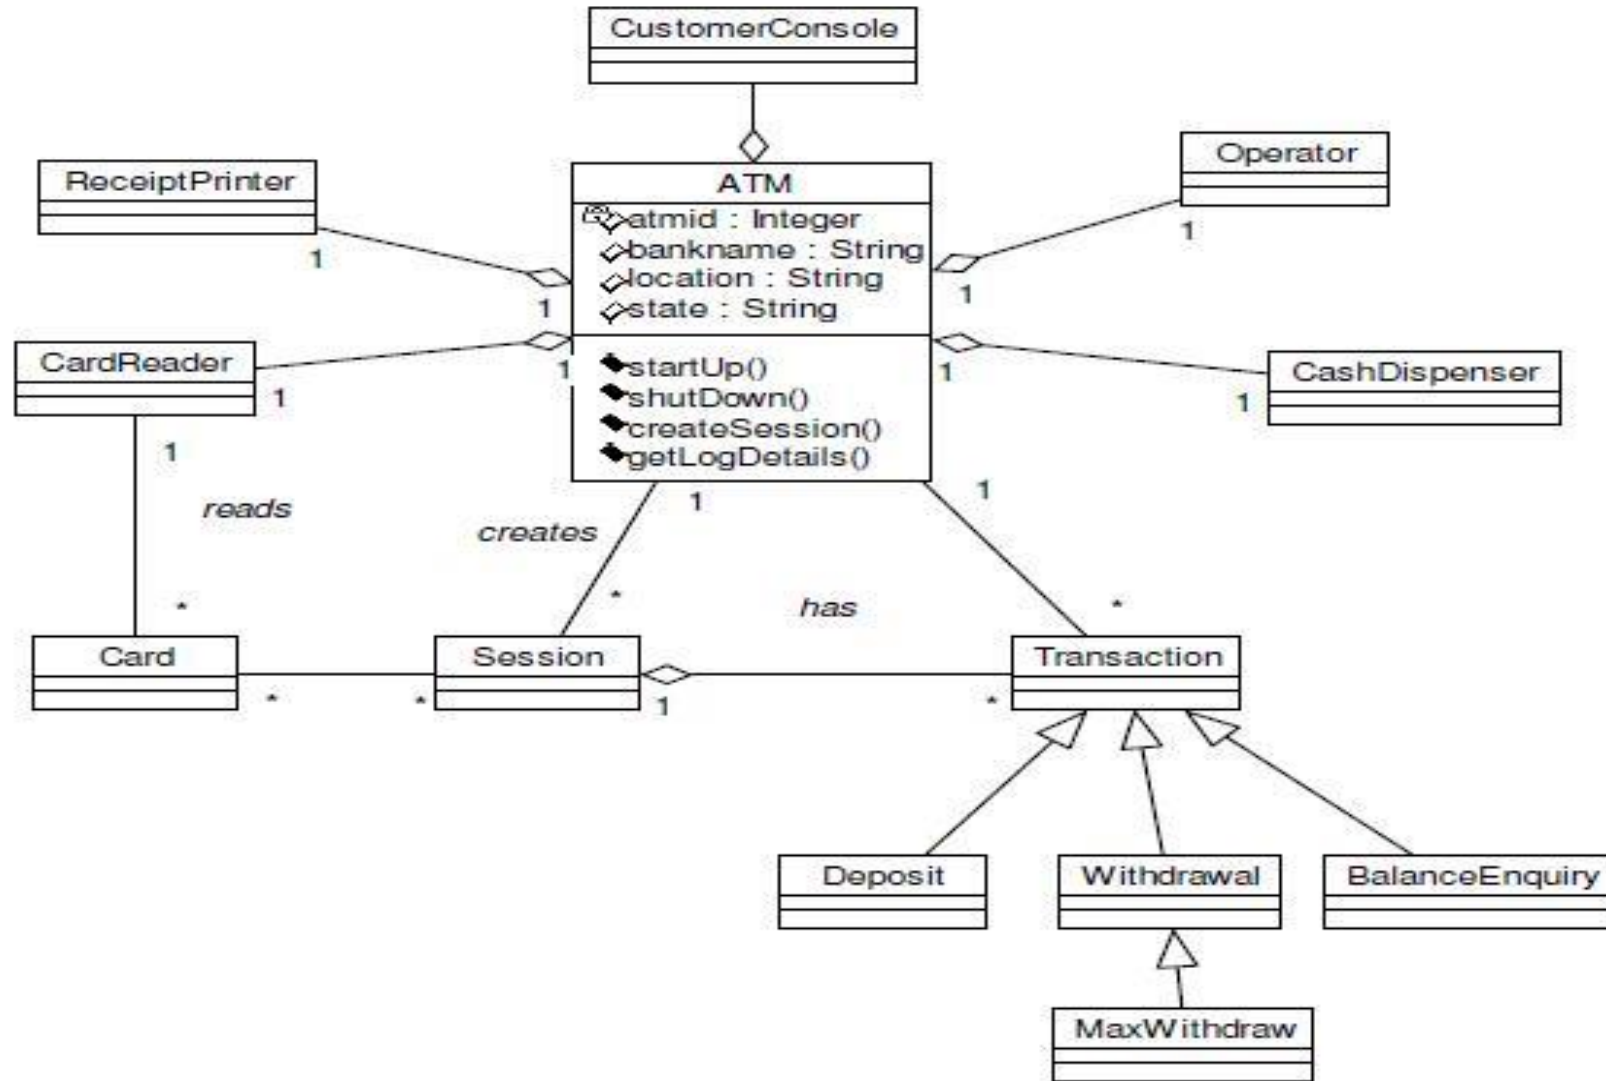 CustomerConsole
ReceiptPrinter
Operator
ATM
atmid : Integer
bankname : String
location : String
state : String
startUp()
shutDown()
createSession()
getLogDetails()
1
1
1
1
CardReader
1
1
CashDispenser
1
1
1
1
1
reads
creates
*
*
has
*
Card
Session
Transaction
*
*
1
*
Deposit
Withdrawal
BalanceEnquiry
MaxWithdraw